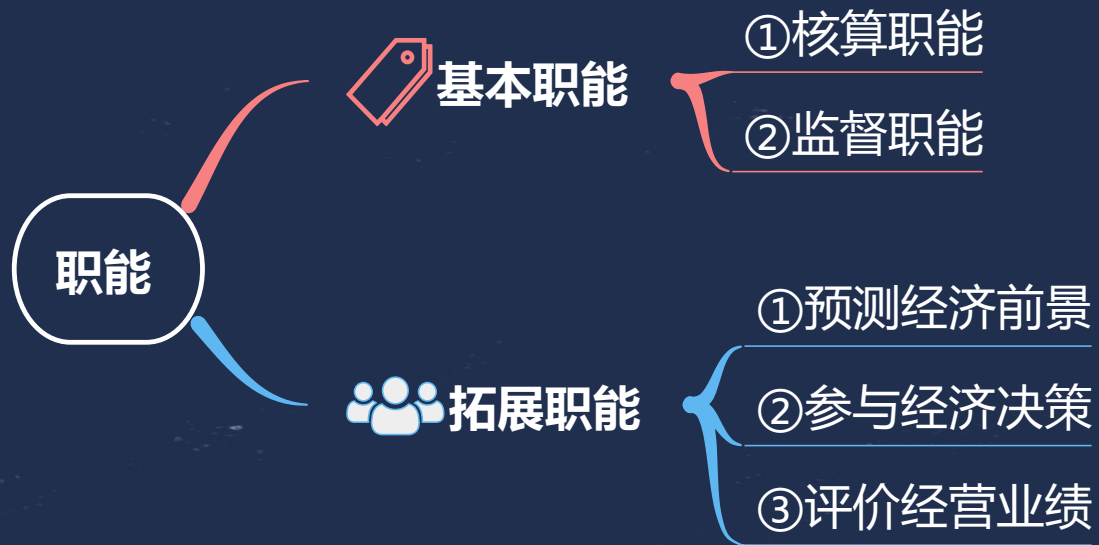 职能
基本职能
①核算职能
②监督职能
拓展职能
①预测经济前景
②参与经济决策
③评价经营业绩